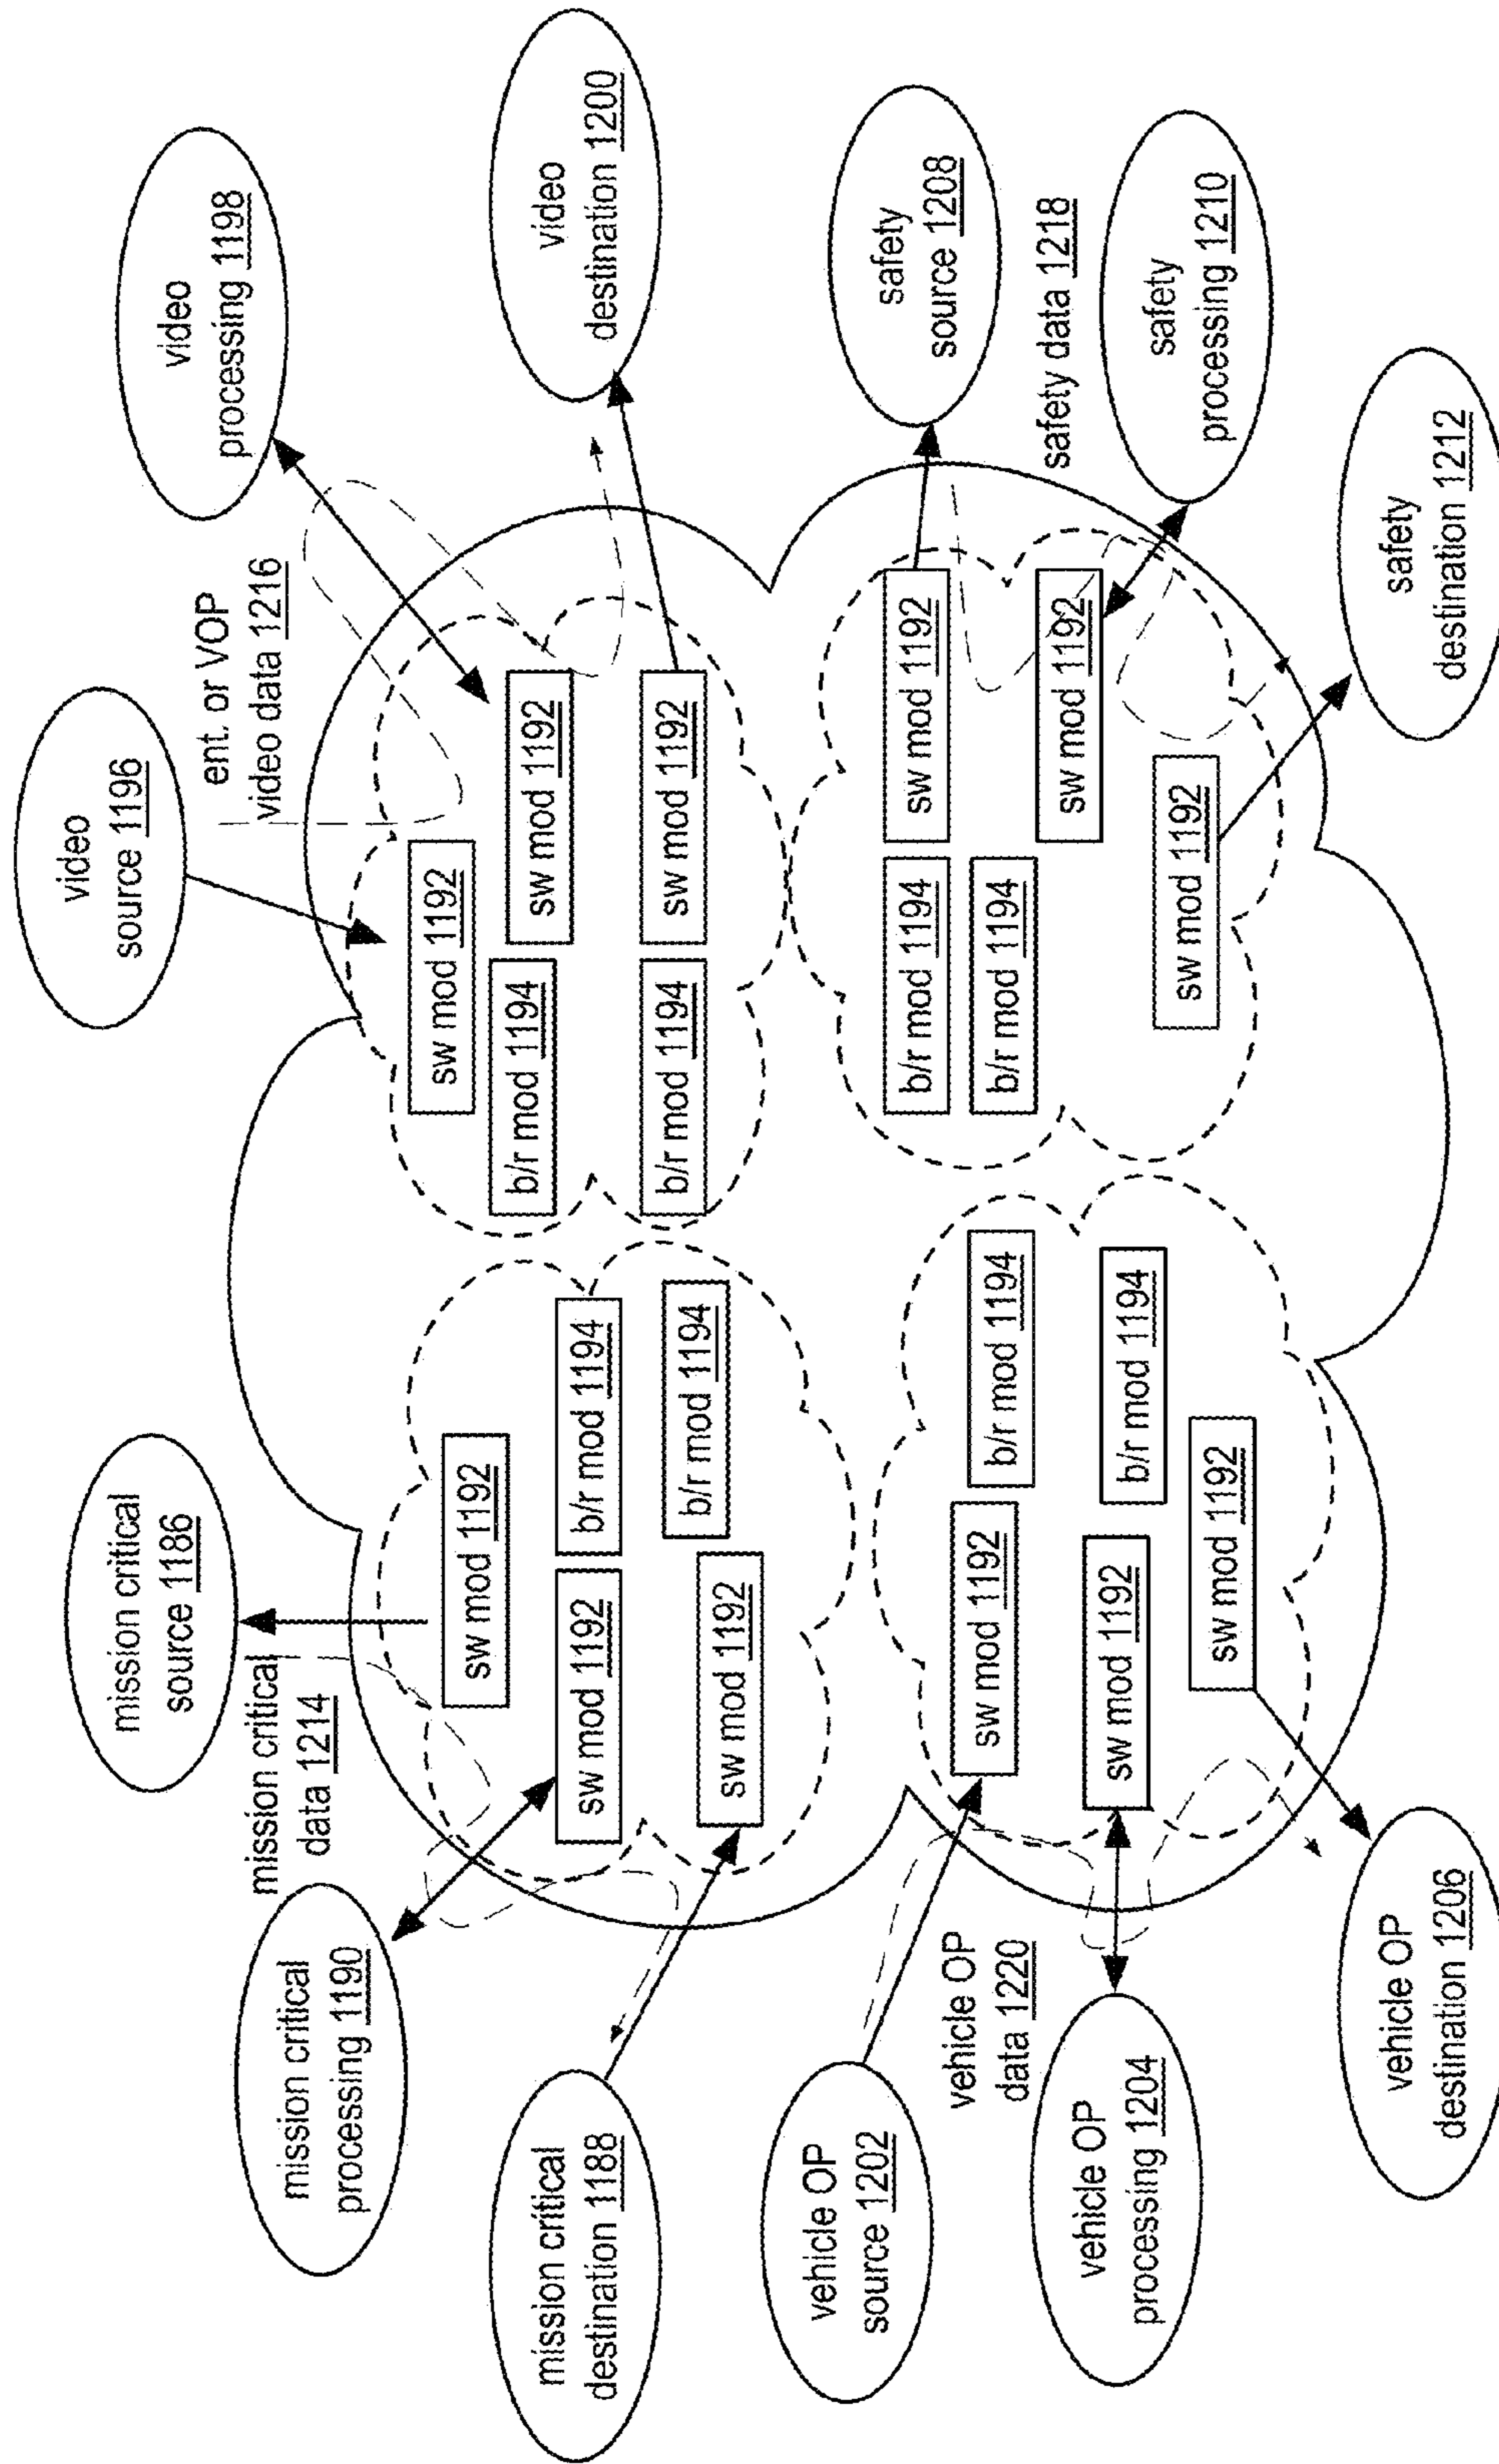 mission critical
source 1186
video
source 1196
mission critical
processing 1190
mission critical
data 1214
ent. or VOP
video data 1216
video
processing 1198
mission critical
destination 1188
sw mod 1192
sw mod 1192
b/r mod 1194
sw mod 1192
b/r mod 1194
sw mod 1192
b/r mod 1194
sw mod 1192
b/r mod 1194
sw mod 1192
video
destination 1200
vehicle OP
source 1202
vehicle OP
data 1220
vehicle OP
processing 1204
vehicle OP
destination 1206
sw mod 1192
b/r mod 1194
sw mod 1192
b/r mod 1194
sw mod 1192
b/r mod 1194
sw mod 1192
b/r mod 1194
sw mod 1192
sw mod 1192
safety
source 1208
safety data 1218
safety
processing 1210
safety
destination 1212